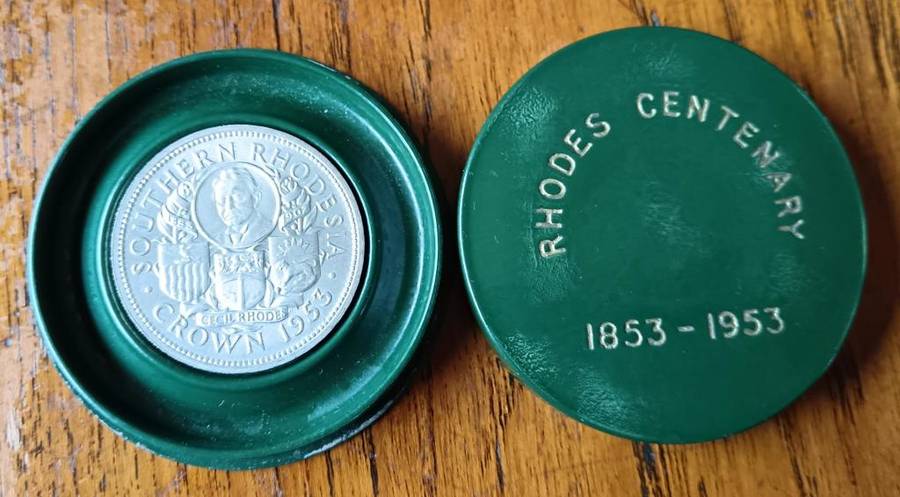 SOUTHERN RHODESIA
CECIL RHODES
CROWN 1953
RHODES CENTENARY
1853 - 1953